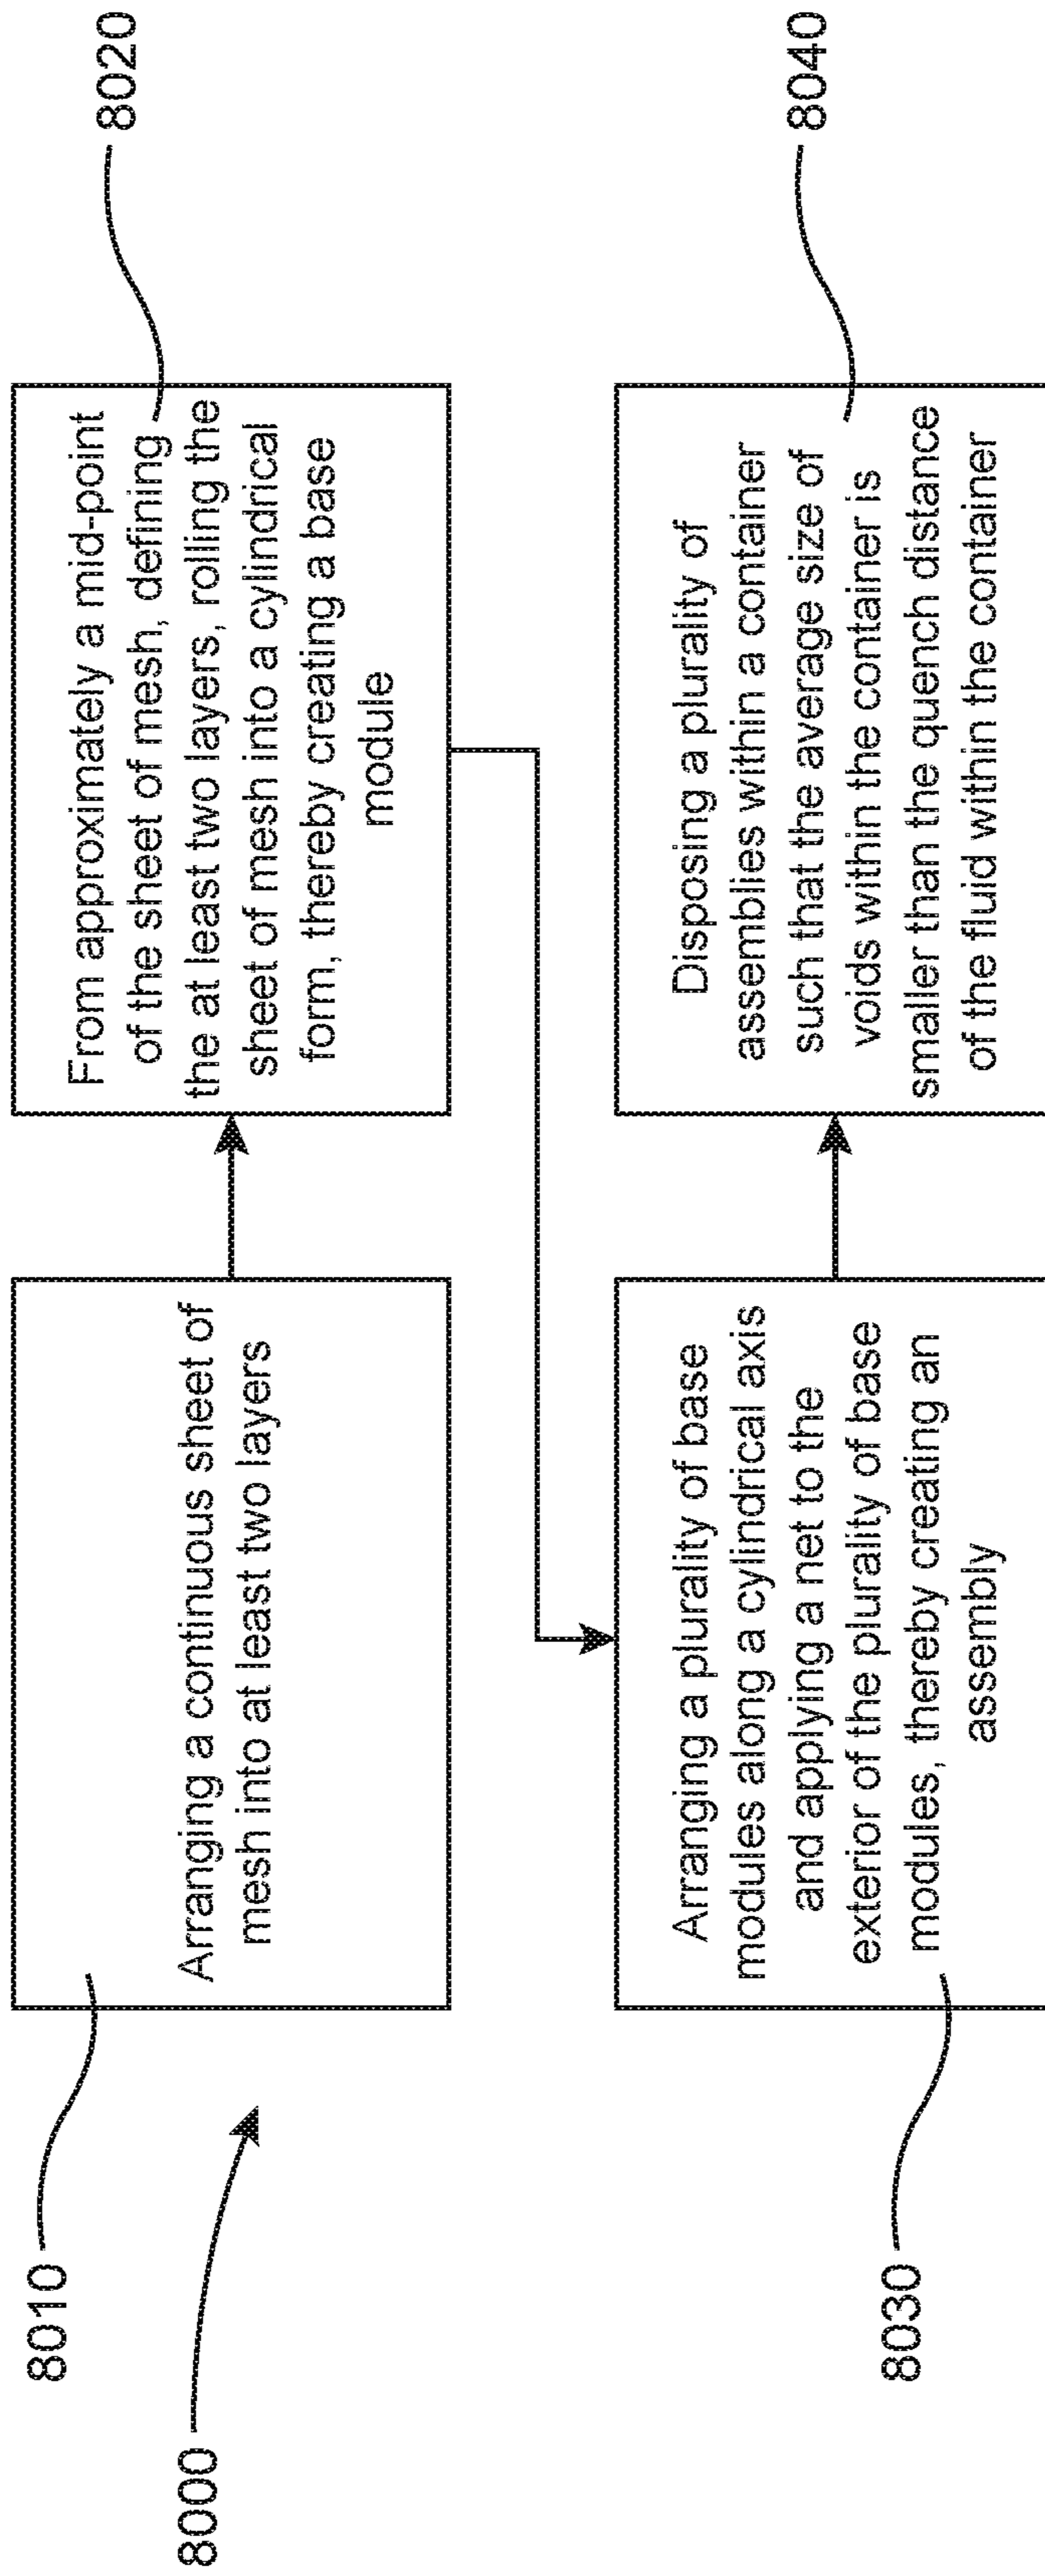 8010
Arranging a continuous sheet of
mesh into at least two layers
8020
From approximately a mid-point
of the sheet of mesh, defining
the at least two layers, rolling the
sheet of mesh into a cylindrical
form, thereby creating a base
module
8000
8030
Arranging a plurality of base
modules along a cylindrical axis
and applying a net to the
exterior of the plurality of base
modules, thereby creating an
assembly
8040
Disposing a plurality of
assemblies within a container
such that the average size of
voids within the container is
smaller than the quench distance
of the fluid within the container